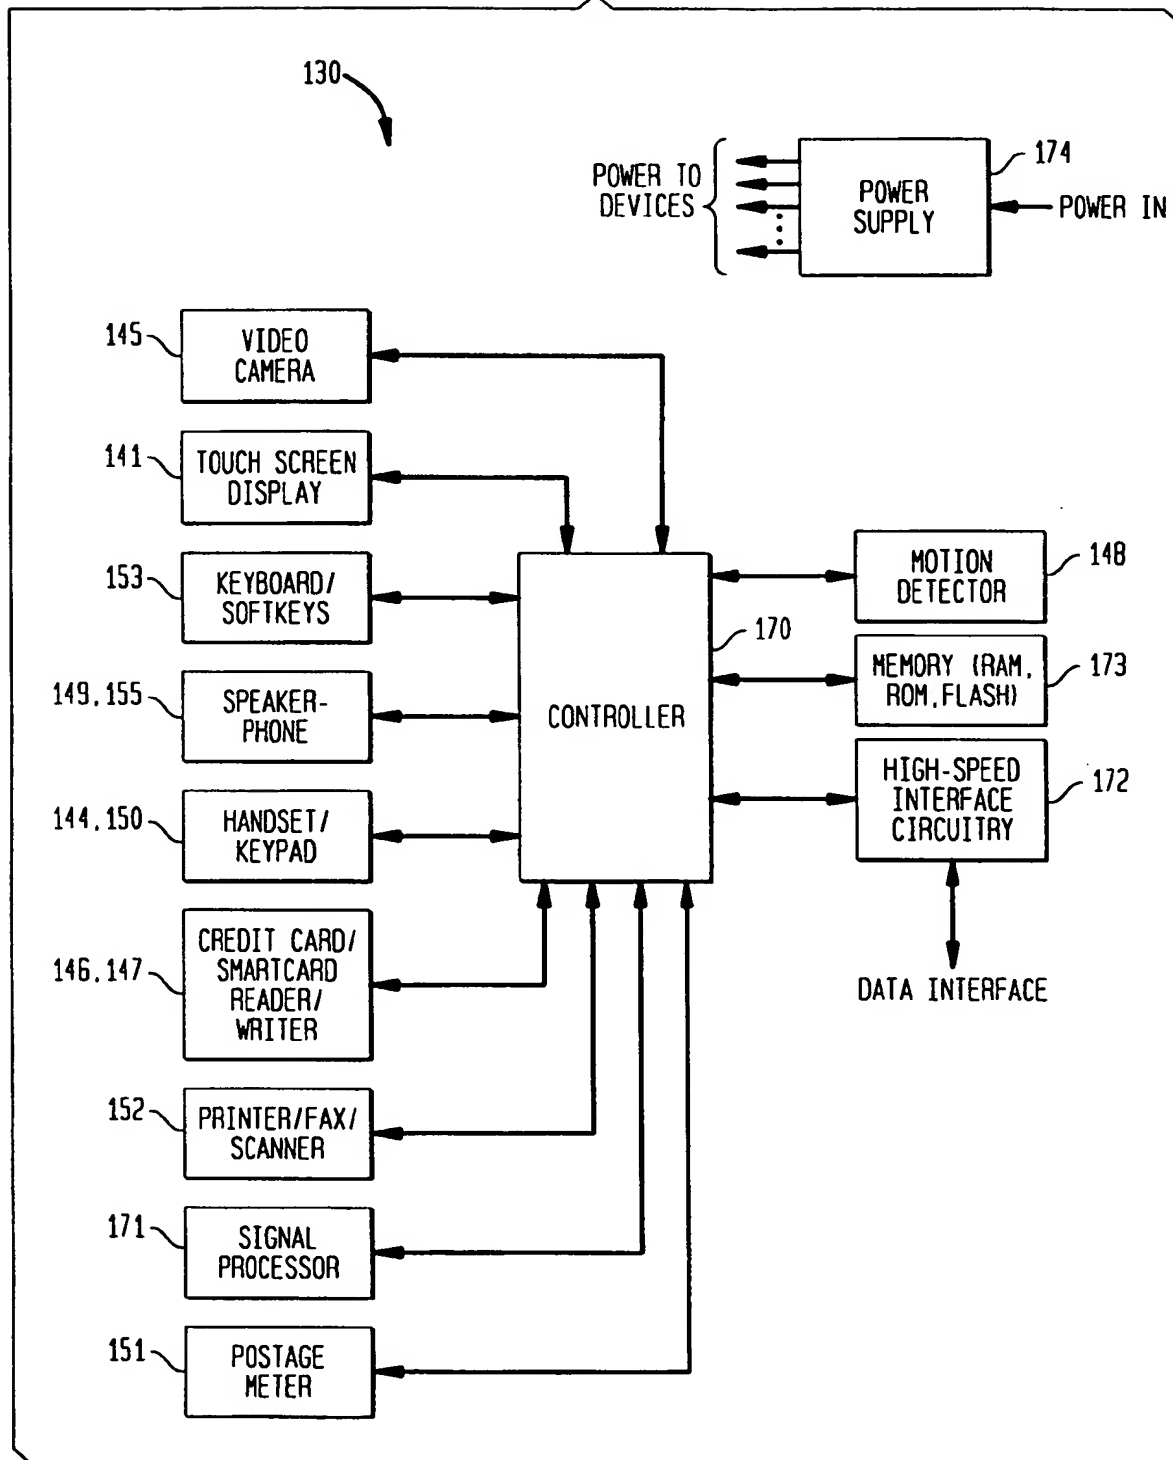 130
POWER TO
DEVICES
POWER
SUPPLY
174
POWER IN
145
VIDEO
CAMERA
141
TOUCH SCREEN
DISPLAY
153
KEYBOARD/
SOFTKEYS
149,155
SPEAKER-
PHONE
144,150
HANDSET/
KEYPAD
146,147
CREDIT CARD/
SMARTCARD
READER/
WRITER
152
PRINTER/FAX/
SCANNER
171
SIGNAL
PROCESSOR
151
POSTAGE
METER
CONTROLLER
170
MOTION
DETECTOR
148
MEMORY (RAM,
ROM,FLASH)
173
HIGH-SPEED
INTERFACE
CIRCUITRY
172
DATA INTERFACE